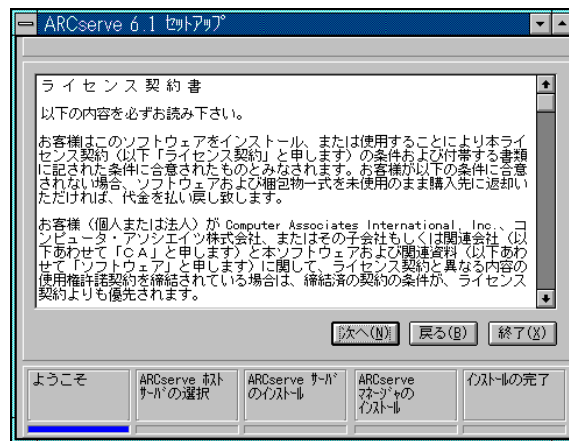 ARCserve 6.1 ｾｯﾄｱｯﾌﾟ
ライセンス契約書
以下の内容を必ずお読み下さい。
お客様はこのソフトウェアをインストール、または使用することにより本ライ
センス契約（以下「ライセンス契約」と申します）の条件および付帯する書類
に記された条件に合意されたものとみなされます。お客様が以下の条件に合意
されない場合、ソフトウェアおよび梱包物一式を未使用のまま購入先に返却い
ただければ、代金を払い戻し致します。
お客様（個人または法人）が Computer Associates International, Inc.、コ
ンピュータ・アソシエイツ株式会社、またはその子会社もしくは関連会社（以
下あわせて「ＣＡ」と申します）と本ソフトウェアおよび関連資料（以下あわ
せて「ソフトウェア」と申します）に関して、ライセンス契約と異なる内容の
使用権許諾契約を締結されている場合は、締結済の契約の条件が、ライセンス
契約よりも優先されます。
次へ(N) 戻る(B) 終了(X)
ようこそ
ARCserve ﾎｽﾄ
ｻｰﾊﾞの選択
ARCserve ｻｰﾊﾞ
のｲﾝｽﾄｰﾙ
ARCserve
ﾏﾈｰｼﾞｬの
ｲﾝｽﾄｰﾙ
ｲﾝｽﾄｰﾙの完了